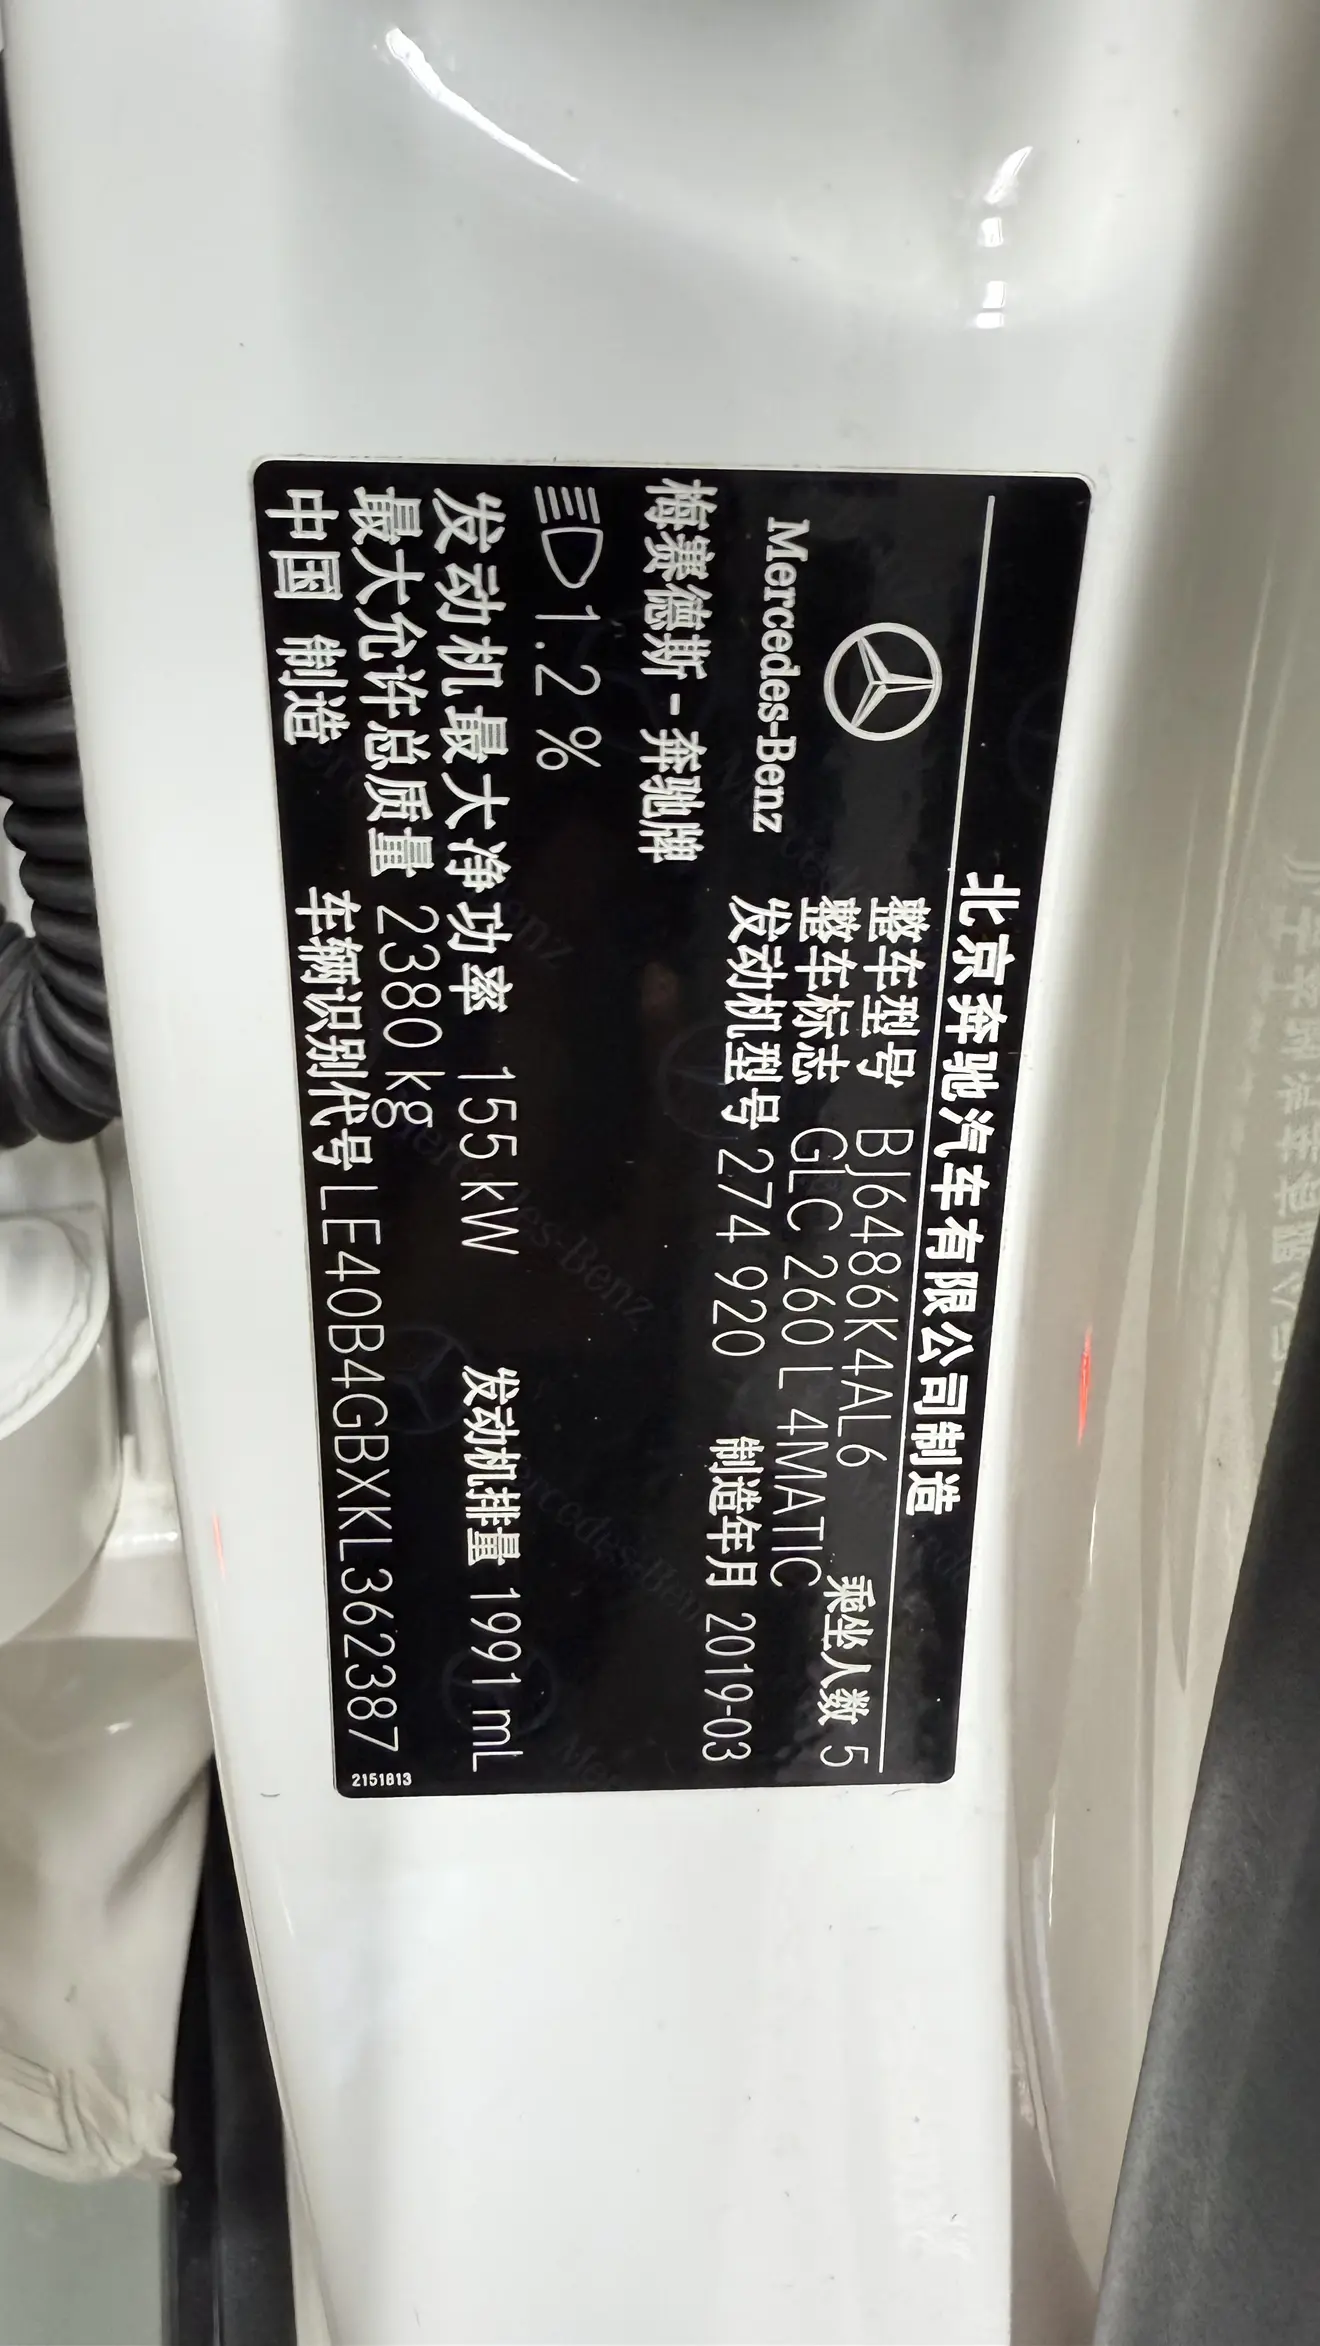 北京奔驰汽车有限公司制造
Mercedes-Benz
整车型号 BJ6486K4AL6 乘坐人数 5
整车标志 GLC 260 L 4MATIC
发动机型号 274 920 制造年月 2019-03
梅赛德斯-奔驰牌
1.2 %
发动机最大净功率 155 kW 发动机排量 1991 mL
最大允许总质量 2380 kg
中国 制造 车辆识别代号 LE40B4GBXKL362387
2151813